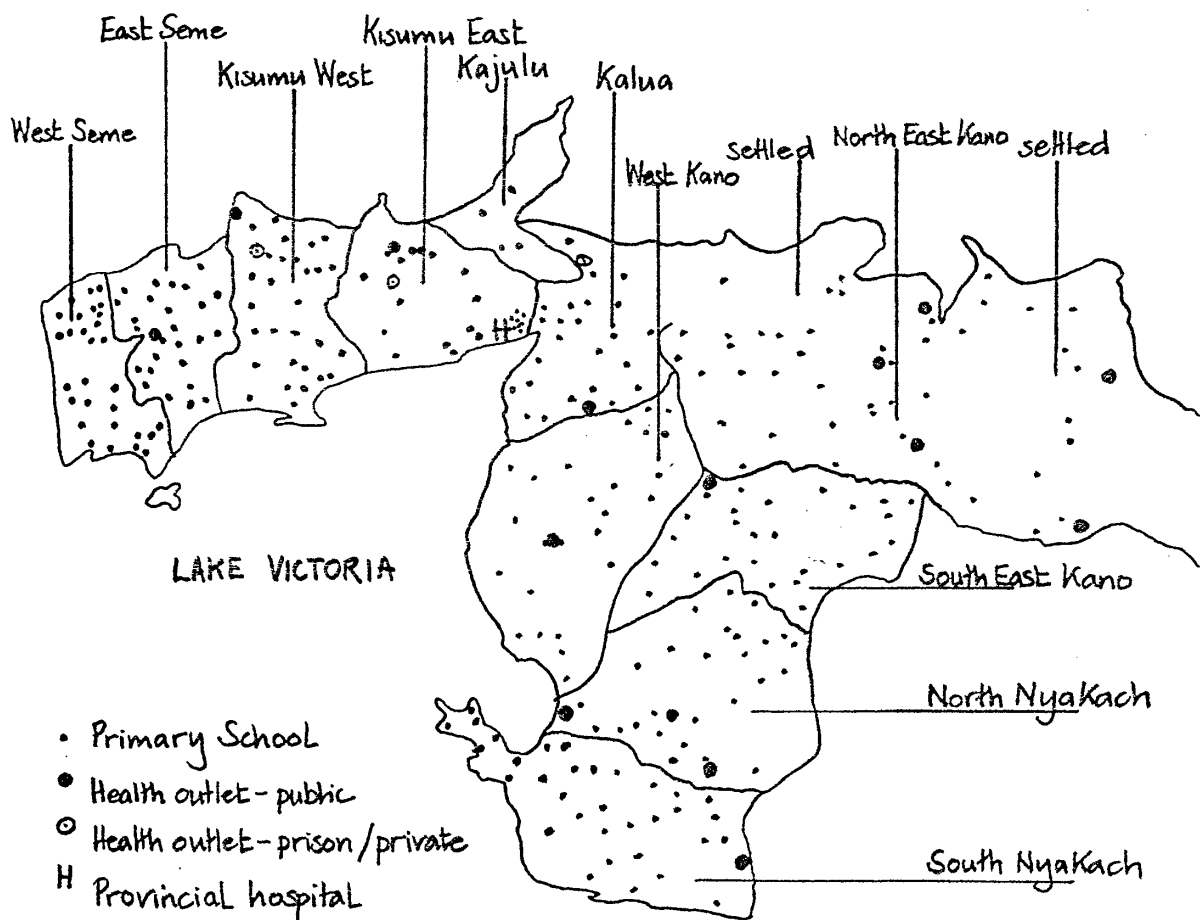 East Seme
Kisumu East
Kisumu West
Kajulu
Kalua
West Seme
West Kano
settled
North East Kano
settled
LAKE VICTORIA
South East Kano
North Nyakach
South Nyakach
Primary School
Health outlet-public
Health outlet-prison/private
H Provincial hospital
H